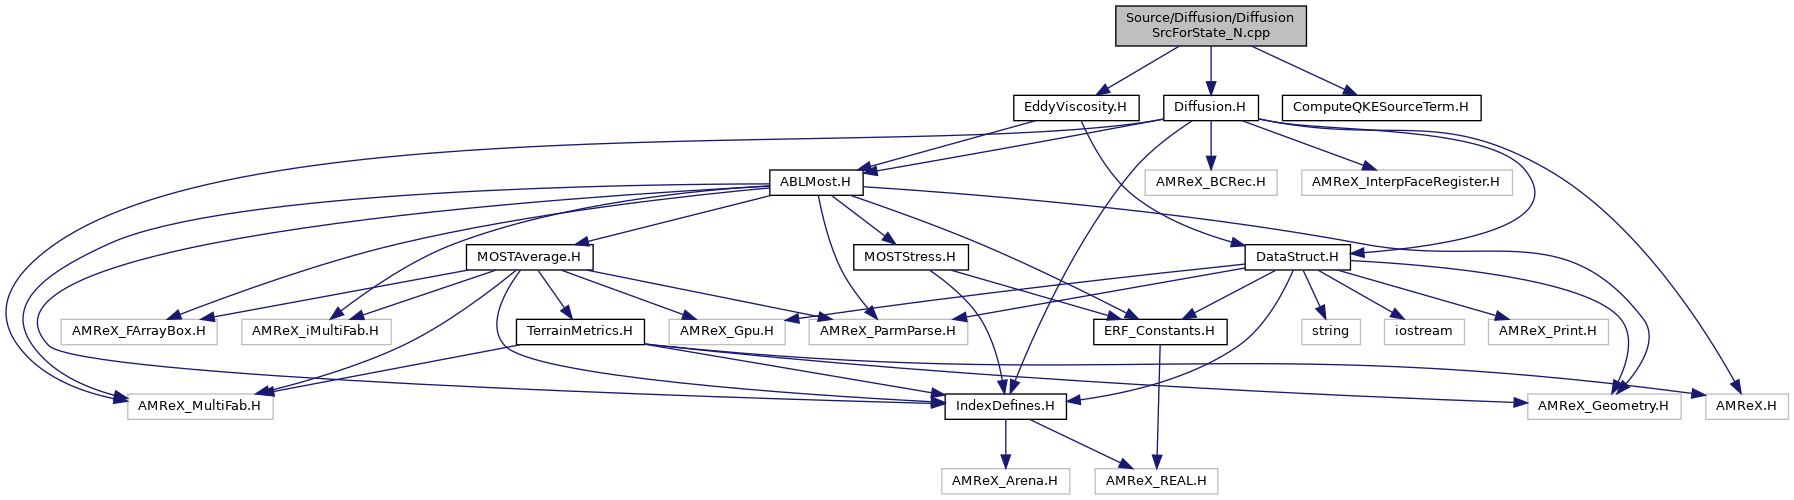 Source/Diffusion/Diffusion
SrcForState_N.cpp
EddyViscosity.H
Diffusion.H
ComputeQKESourceTerm.H
ABLMost.H
AMReX_BCRec.H
AMReX_InterpFaceRegister.H
MOSTAverage.H
MOSTStress.H
DataStruct.H
AMReX_FArrayBox.H
AMReX_iMultiFab.H
TerrainMetrics.H
AMReX_Gpu.H
AMReX_ParmParse.H
ERF_Constants.H
string
iostream
AMReX_Print.H
AMReX_MultiFab.H
IndexDefines.H
AMReX_Geometry.H
AMReX.H
AMReX_Arena.H
AMReX_REAL.H